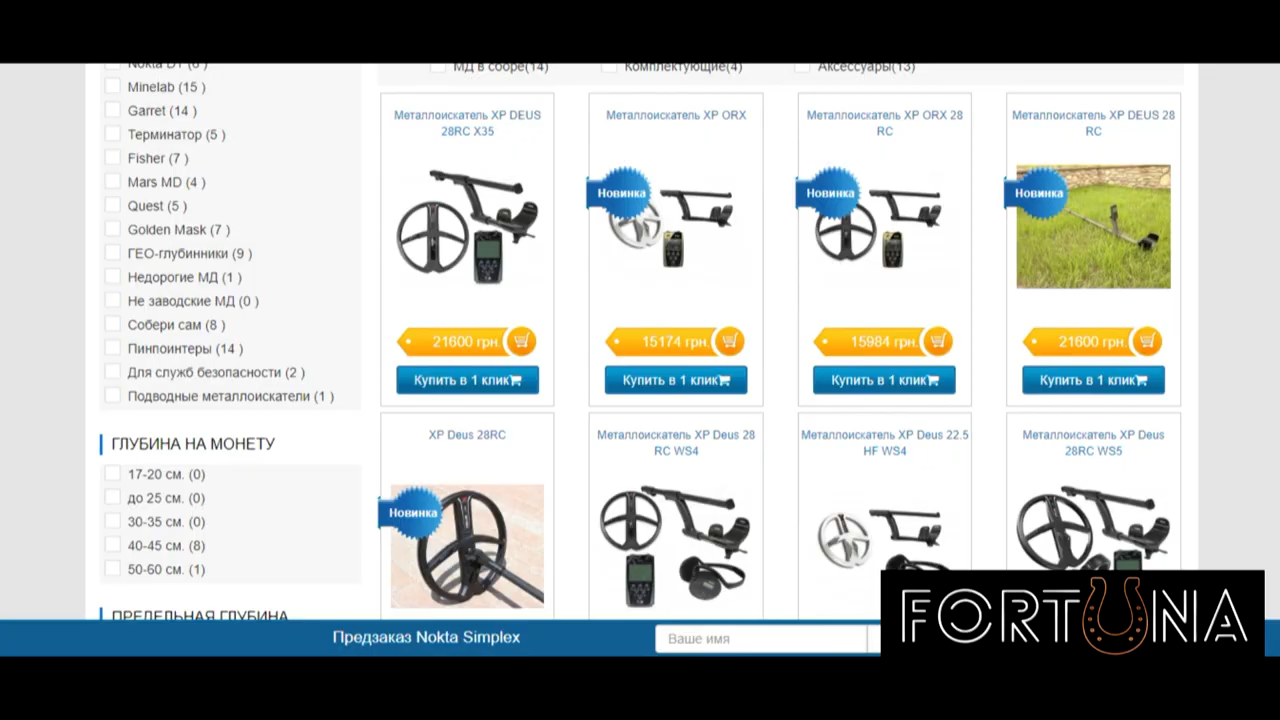 Nokta DT (6 )
Minelab (15 )
Garret (14 )
Терминатор (5 )
Fisher (7 )
Mars MD (4 )
Quest (5 )
Golden Mask (7 )
ГЕО-глубинники (9 )
Недорогие МД (1 )
Не заводские МД (0 )
Собери сам (8 )
Пинпоинтеры (14 )
Для служб безопасности (2 )
Подводные металлоискатели (1 )
ГЛУБИНА НА МОНЕТУ
17-20 см. (0)
до 25 см. (0)
30-35 см. (0)
40-45 см. (8)
50-60 см. (1)
ПРЕДЕЛЬНАЯ ГЛУБИНА
МД в сборе(14)
Комплектующие(4)
Аксессуары(13)
Металлоискатель XP DEUS
28RC X35
21600 грн.
Купить в 1 клик
Металлоискатель XP ORX
Новинка
15174 грн.
Купить в 1 клик
Металлоискатель XP ORX 28
RC
Новинка
15984 грн.
Купить в 1 клик
Металлоискатель XP DEUS 28
RC
Новинка
21600 грн.
Купить в 1 клик
XP Deus 28RC
Новинка
Металлоискатель XP Deus 28
RC WS4
Металлоискатель XP Deus 22.5
HF WS4
Металлоискатель XP Deus
28RC WS5
Предзаказ Nokta Simplex
Ваше имя
FORTUNA